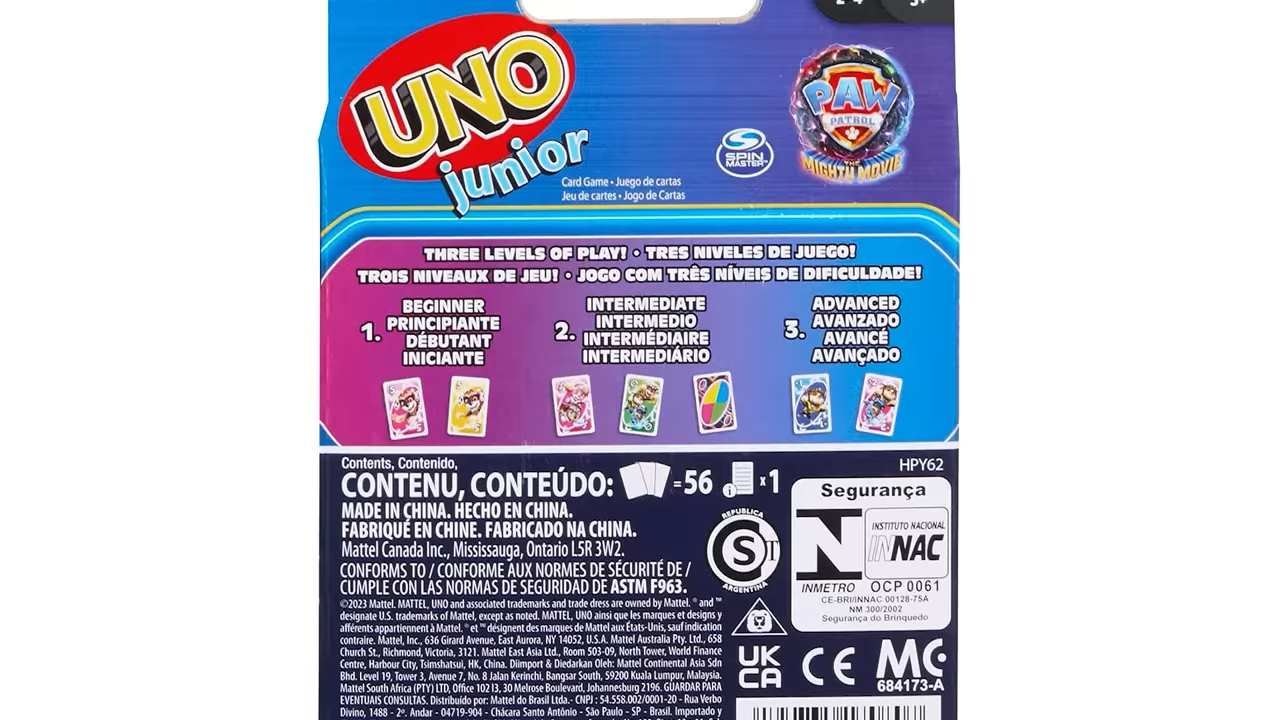 2-4
3+
UNO
junior
PAW
PATROL
THE
MIGHTY MOVIE
SPIN
MASTER™
Card Game • Juego de cartas
Jeu de cartes • Jogo de Cartas
THREE LEVELS OF PLAY! • TRES NIVELES DE JUEGO!
TROIS NIVEAUX DE JEU! • JOGO COM TRÊS NÍVEIS DE DIFICULDADE!
1. BEGINNER
PRINCIPIANTE
DÉBUTANT
INICIANTE
2. INTERMEDIATE
INTERMEDIO
INTERMÉDIAIRE
INTERMEDIÁRIO
3. ADVANCED
AVANZADO
AVANCÉ
AVANÇADO
Contents, Contenido,
CONTENU, CONTEÚDO: = 56 i x 1
HPY62
MADE IN CHINA. HECHO EN CHINA.
FABRIQUÉ EN CHINE. FABRICADO NA CHINA.
Mattel Canada Inc., Mississauga, Ontario L5R 3W2.
CONFORMS TO / CONFORME AUX NORMES DE SÉCURITÉ DE /
CUMPLE CON LAS NORMAS DE SEGURIDAD DE ASTM F963.
©2023 Mattel. MATTEL, UNO and associated trademarks and trade dress are owned by Mattel. ® and ™
designate U.S. trademarks of Mattel, except as noted. MATTEL, UNO ainsi que les marques et designs y
afférents appartiennent à Mattel. ® et ™ désignent des marques de Mattel aux États-Unis, sauf indication
contraire. Mattel, Inc., 636 Girard Avenue, East Aurora, NY 14052, U.S.A. Mattel Australia Pty. Ltd., 658
Church St., Richmond, Victoria, 3121. Mattel East Asia Ltd., Room 503-09, North Tower, World Finance
Centre, Harbour City, Tsimshatsui, HK, China. Diimport & Diedarkan Oleh: Mattel Continental Asia Sdn
Bhd. Level 19, Tower 3, Avenue 7, No. 8 Jalan Kerinchi, Bangsar South, 59200 Kuala Lumpur, Malaysia.
Mattel South Africa (PTY) LTD, Office 102 I3, 30 Melrose Boulevard, Johannesburg 2196. GUARDAR PARA
EVENTUAIS CONSULTAS. Distribuído por: Mattel do Brasil Ltda.- CNPJ : 54.558.002/0001-20 - Rua Verbo
Divino, 1488 - 2º. Andar - 04719-904 - Chácara Santo Antônio - São Paulo - SP - Brasil. Importado y
REPUBLICA
S
ARGENTINA
Segurança
N
INMETRO
INSTITUTO NACIONAL
INNAC
OCP 0061
CE-BRI/INNAC 00128-75A
NM 300/2002
Segurança do Brinquedo
UK
CA
CE
MC
684173-A